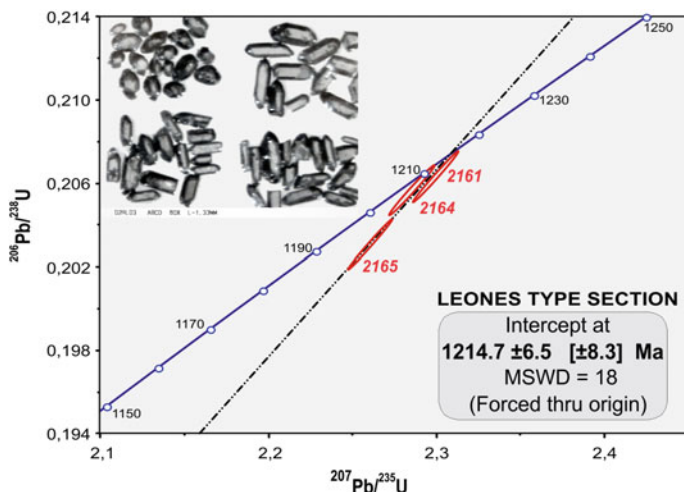 0,214
0,210
0,206
0,202
0,198
0,194
206Pb/238U
2,1
2,2
2,3
2,4
207Pb/235U
1250
1230
1210
1190
1170
1150
2161
2164
2165
LEONES TYPE SECTION
Intercept at
1214.7 ±6.5 [±8.3] Ma
MSWD = 18
(Forced thru origin)